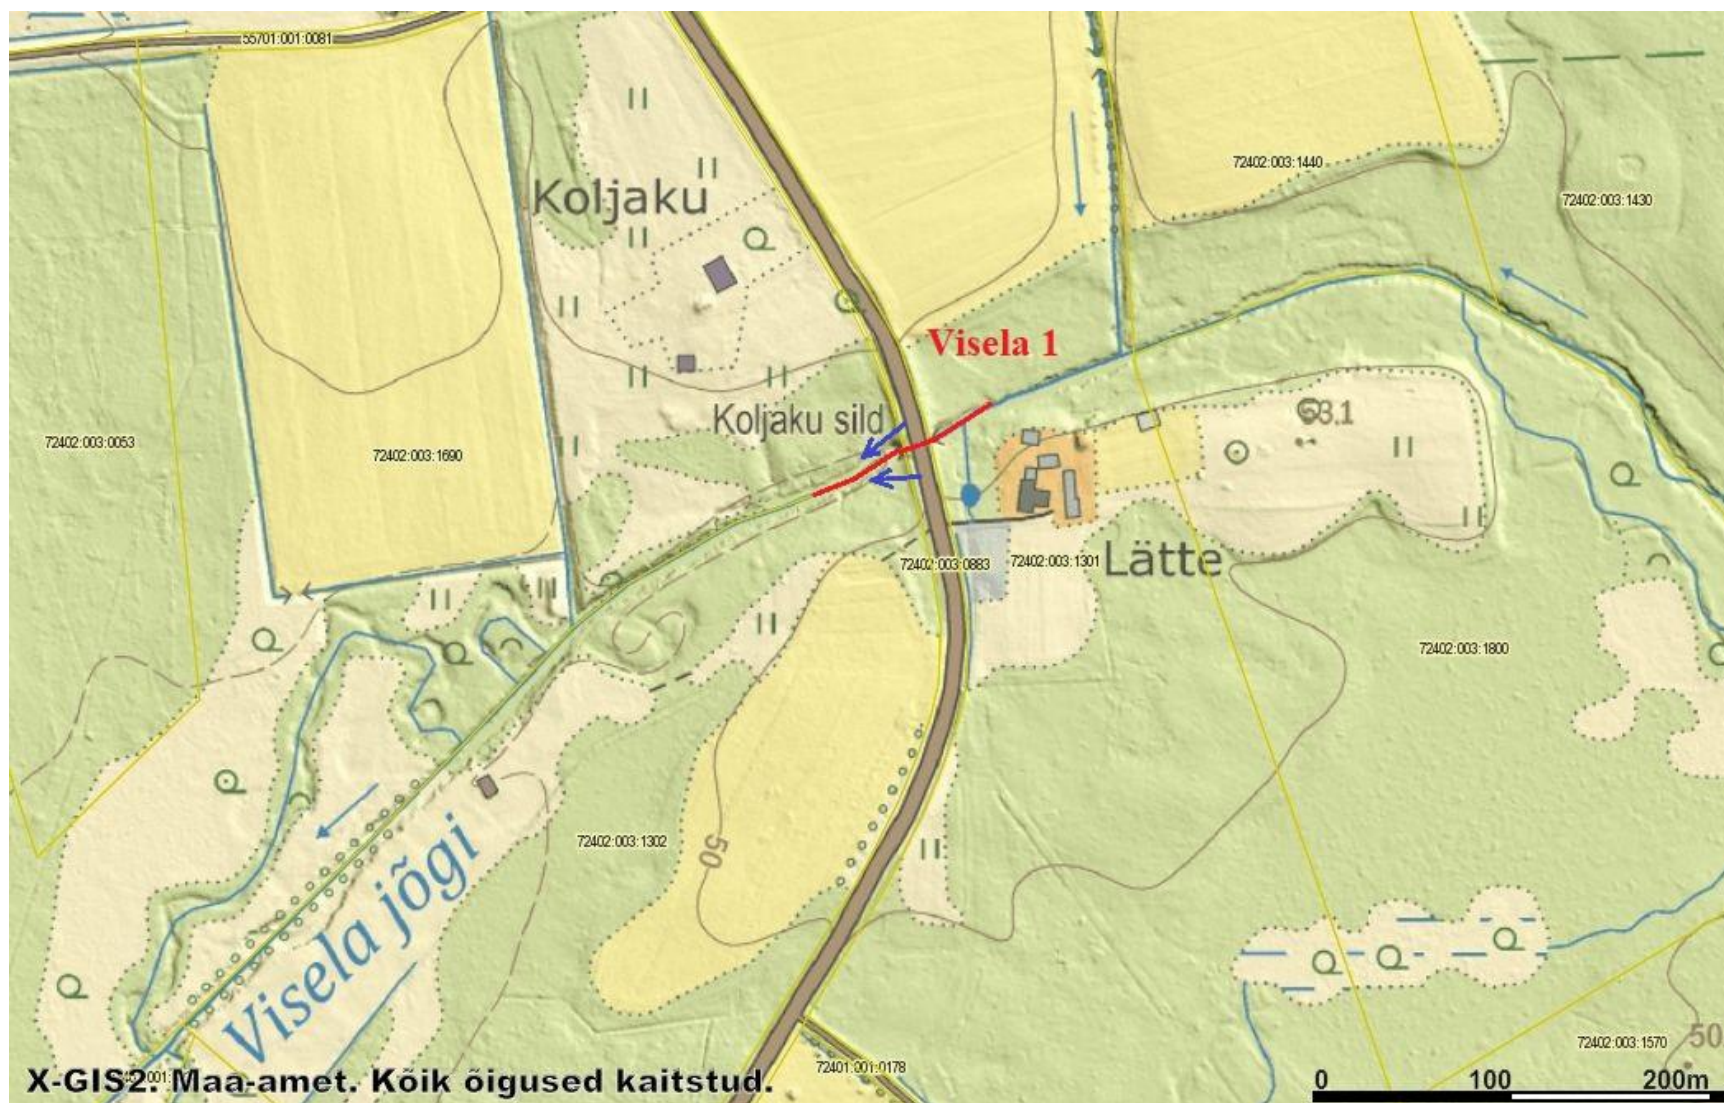 55701:001:0081
72402:003:1440
72402:003:1430
Koljaku
Visela 1
Koljaku sild
63.1
72402:003:0053
72402:003:1690
72402:003:0883
72402:003:1301
Lätte
72402:003:1800
72402:003:1302
50
Visela jõgi
72402:003:1570
50
72401:001:0178
X-GIS2. Maa-amet. Kõik õigused kaitstud.
0 100 200m